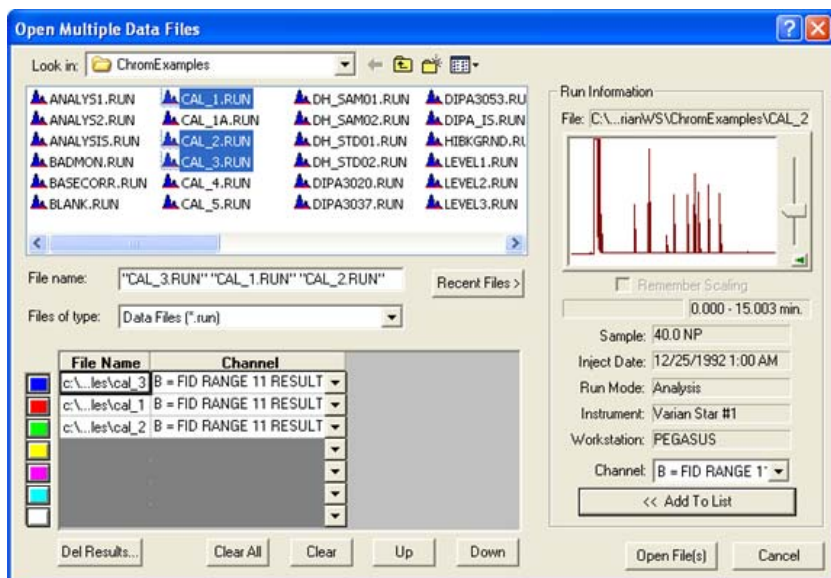 Open Multiple Data Files
Look in: ChromExamples
ANALYS1.RUN CAL_1.RUN DH_SAM01.RUN DIPA3053.RU
ANALYS2.RUN CAL_1A.RUN DH_SAM02.RUN DIPA_IS.RUN
ANALYSIS.RUN CAL_2.RUN DH_STD01.RUN HIBKGRND.RU
BADMON.RUN CAL_3.RUN DH_STD02.RUN LEVEL1.RUN
BASECORR.RUN CAL_4.RUN DIPA3020.RUN LEVEL2.RUN
BLANK.RUN CAL_5.RUN DIPA3037.RUN LEVEL3.RUN
File name: "CAL_3.RUN" "CAL_1.RUN" "CAL_2.RUN"
Recent Files >
Files of type: Data Files (*.run)
File Name Channel
c:\...les\cal_3 B = FID RANGE 11 RESULT
c:\...les\cal_1 B = FID RANGE 11 RESULT
c:\...les\cal_2 B = FID RANGE 11 RESULT
Del Results... Clear All Clear Up Down
Run Information
File: C:\...rianWS\ChromExamples\CAL_2
Remember Scaling
0.000 - 15.003 min.
Sample: 40.0 NP
Inject Date: 12/25/1992 1:00 AM
Run Mode: Analysis
Instrument: Varian Star #1
Workstation: PEGASUS
Channel: B = FID RANGE 1
<< Add To List
Open File(s) Cancel